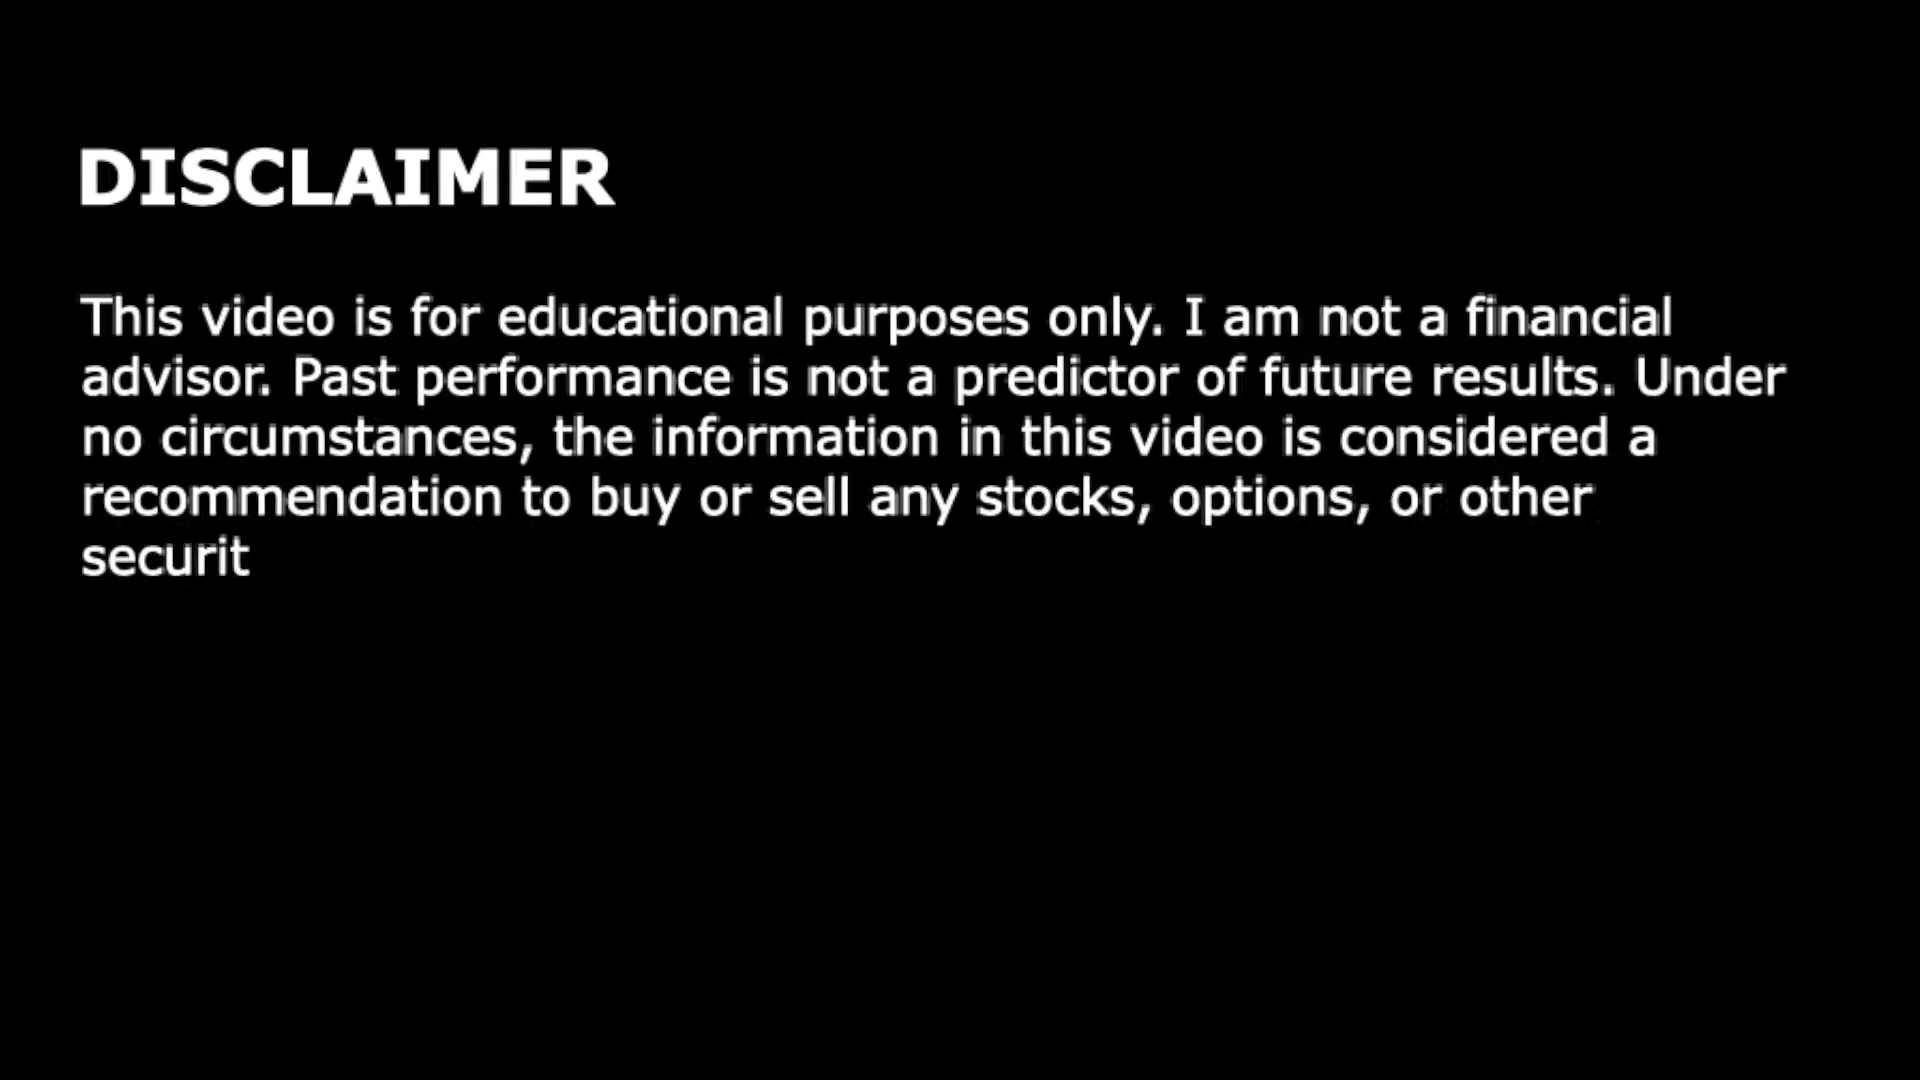 DISCLAIMER
This video is for educational purposes only. I am not a financial
advisor. Past performance is not a predictor of future results. Under
no circumstances, the information in this video is considered a
recommendation to buy or sell any stocks, options, or other
securit